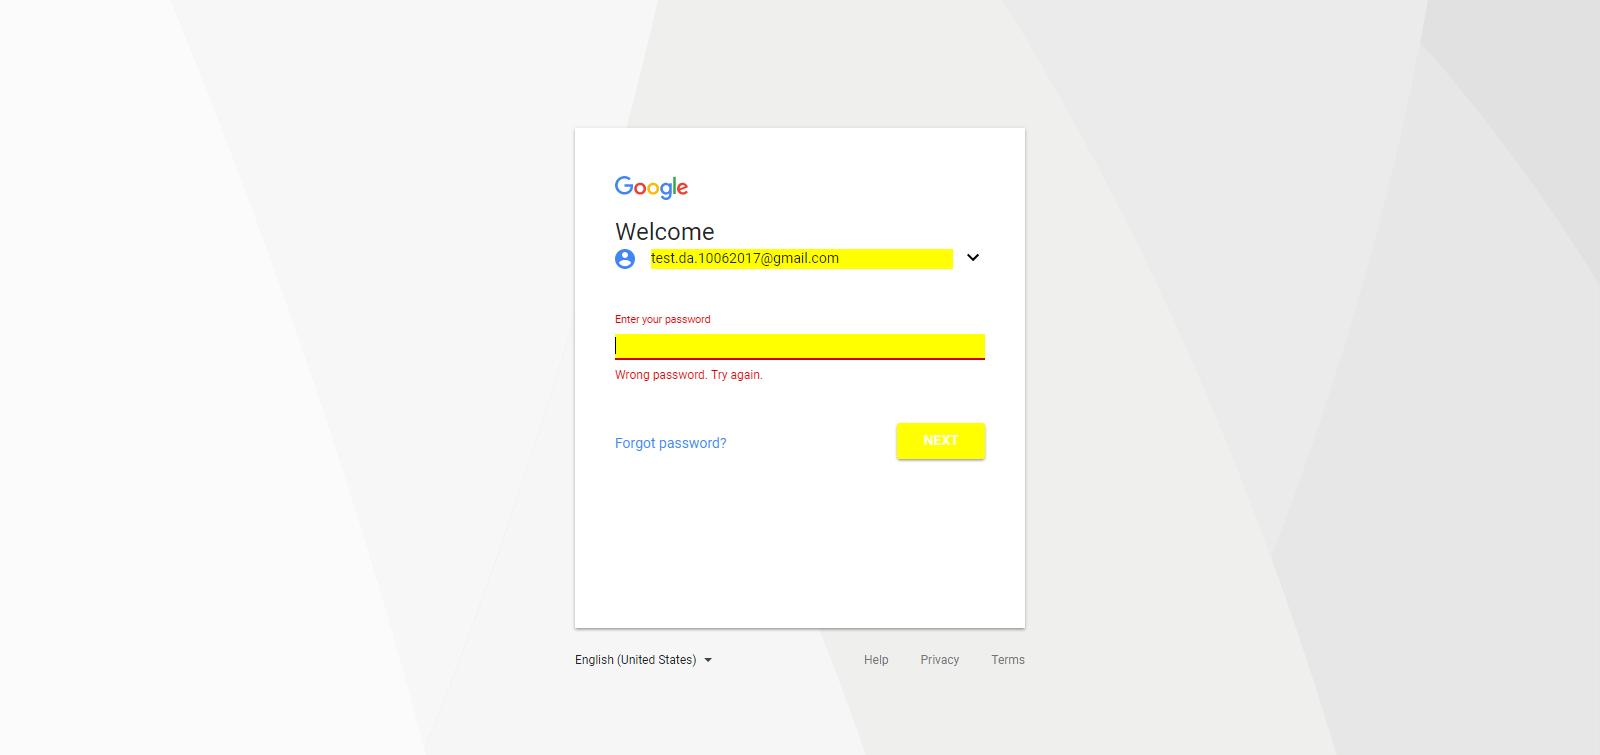 Google
Welcome
test.da.10062017@gmail.com
Enter your password
Wrong password. Try again.
Forgot password?
NEXT
English (United States)
Help
Privacy
Terms